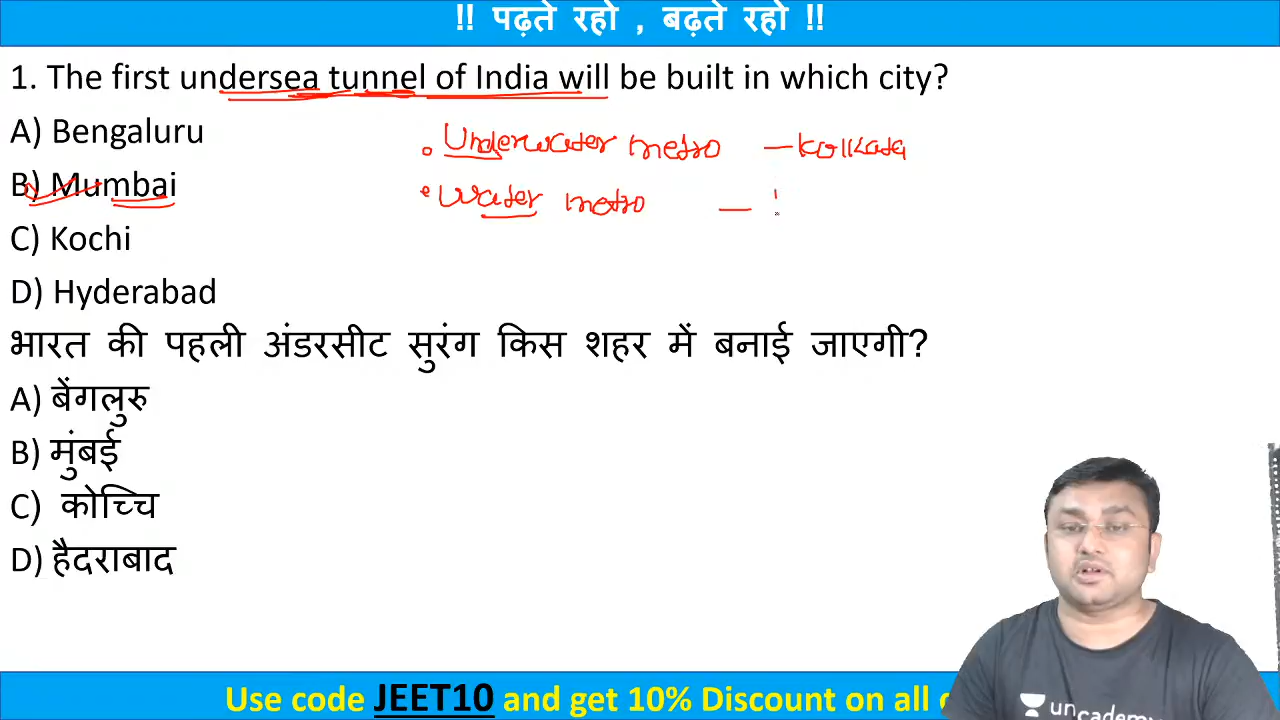 !! पढ़ते रहो , बढ़ते रहो !!
1. The first undersea tunnel of India will be built in which city?
A) Bengaluru
Underwater metro — Kolkata
B) Mumbai
Water metro —
C) Kochi
D) Hyderabad
भारत की पहली अंडरसीट सुरंग किस शहर में बनाई जाएगी?
A) बेंगलुरु
B) मुंबई
C) कोच्चि
D) हैदराबाद
Use code JEET10 and get 10% Discount on all
unacademy